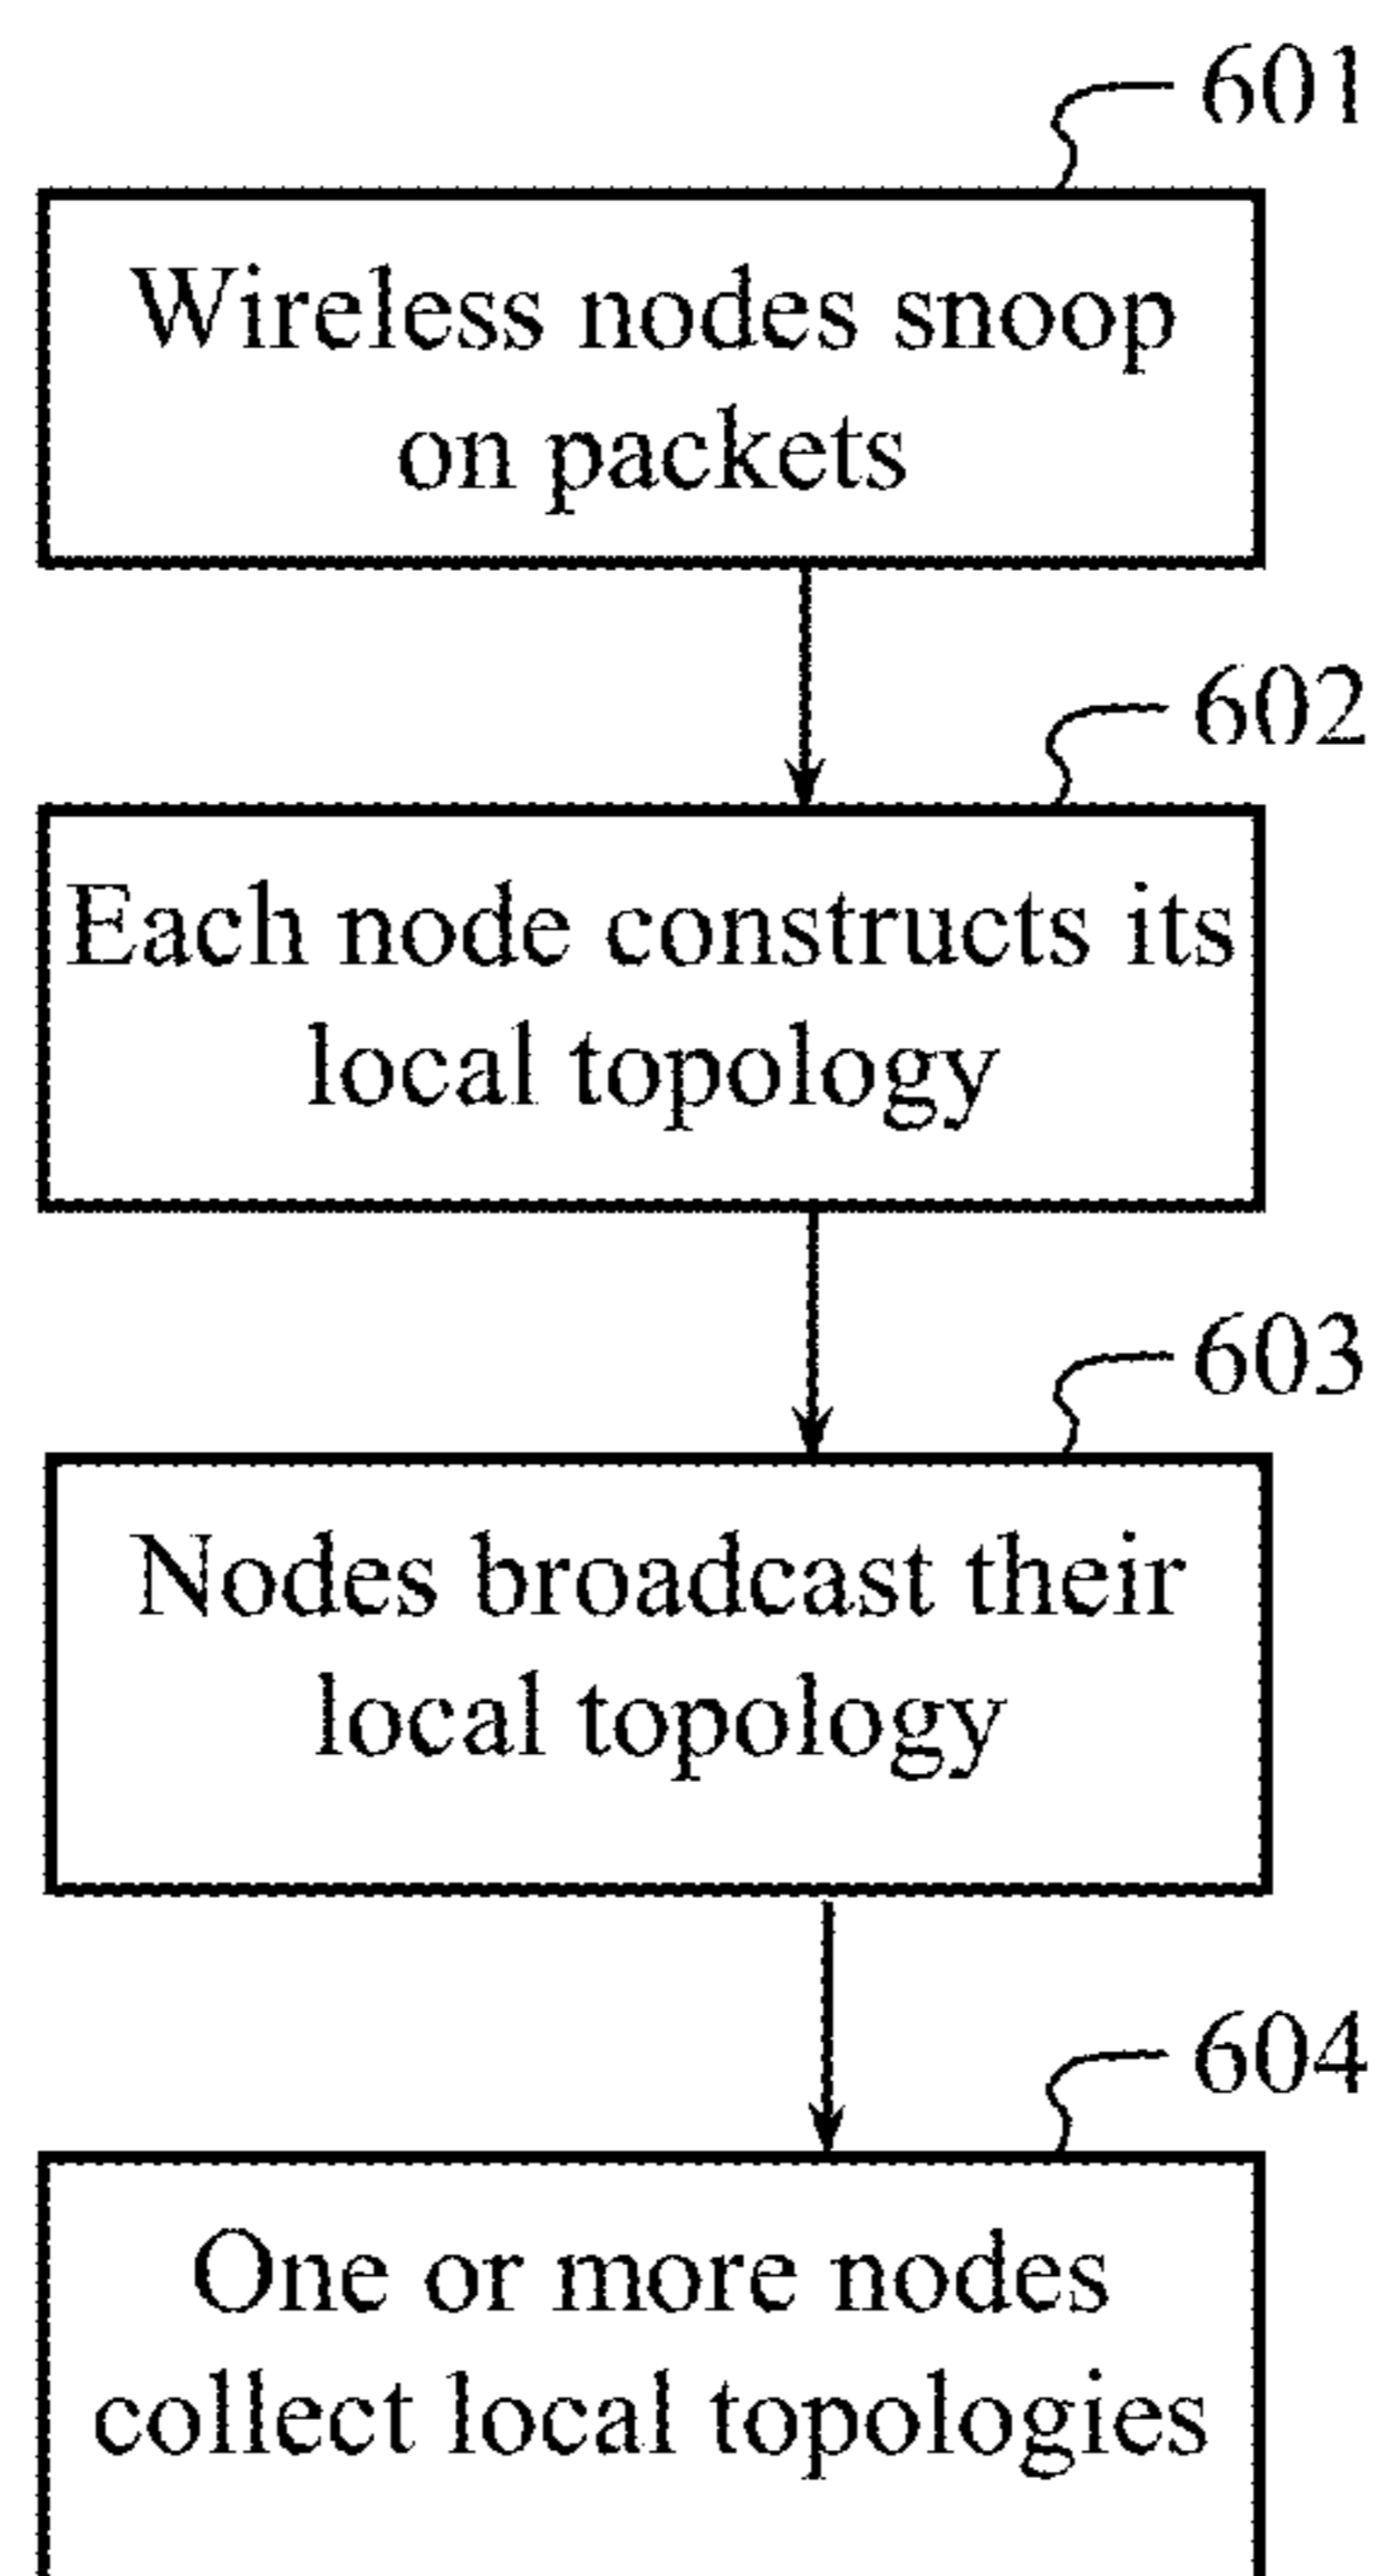 601
Wireless nodes snoop
on packets
602
Each node constructs its
local topology
603
Nodes broadcast their
local topology
604
One or more nodes
collect local topologies